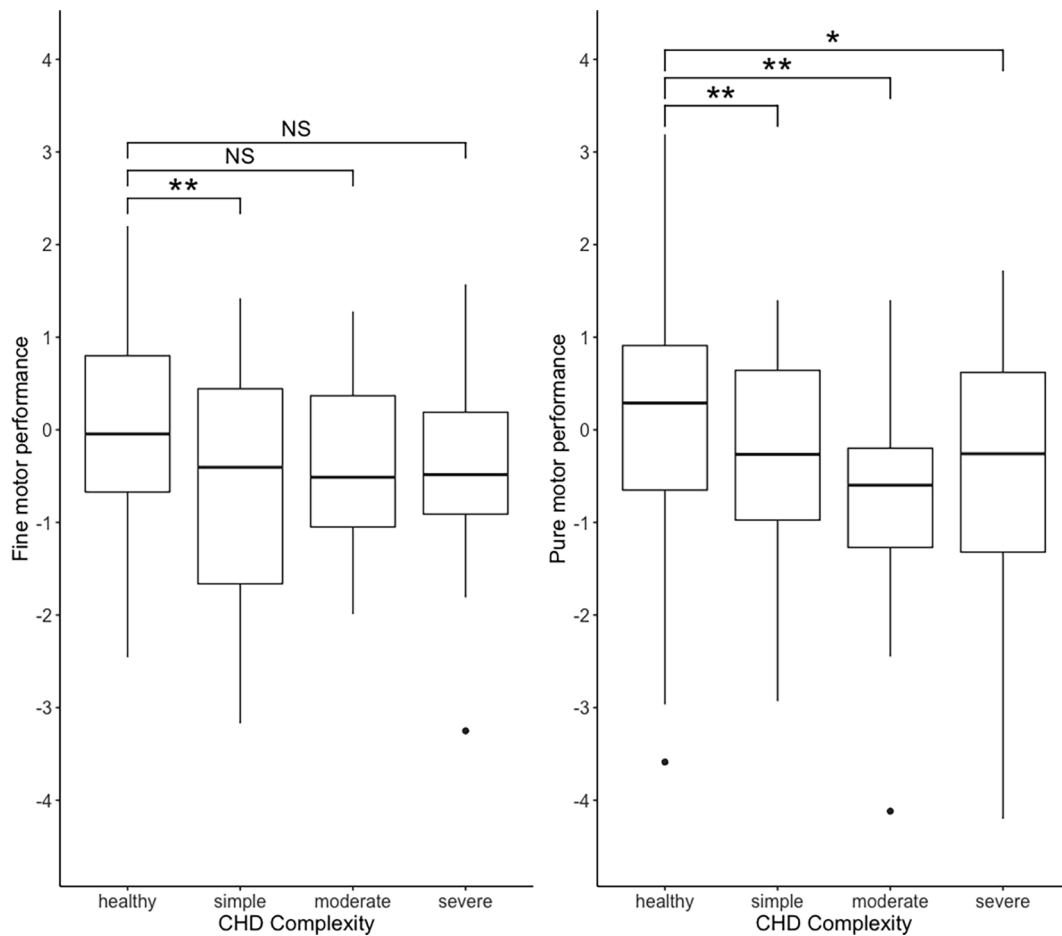 Fine motor performance
4
3
2
1
0
-1
-2
-3
-4
NS
NS
**
healthy simple moderate severe
CHD Complexity
Pure motor performance
4
3
2
1
0
-1
-2
-3
-4
*
**
**
healthy simple moderate severe
CHD Complexity